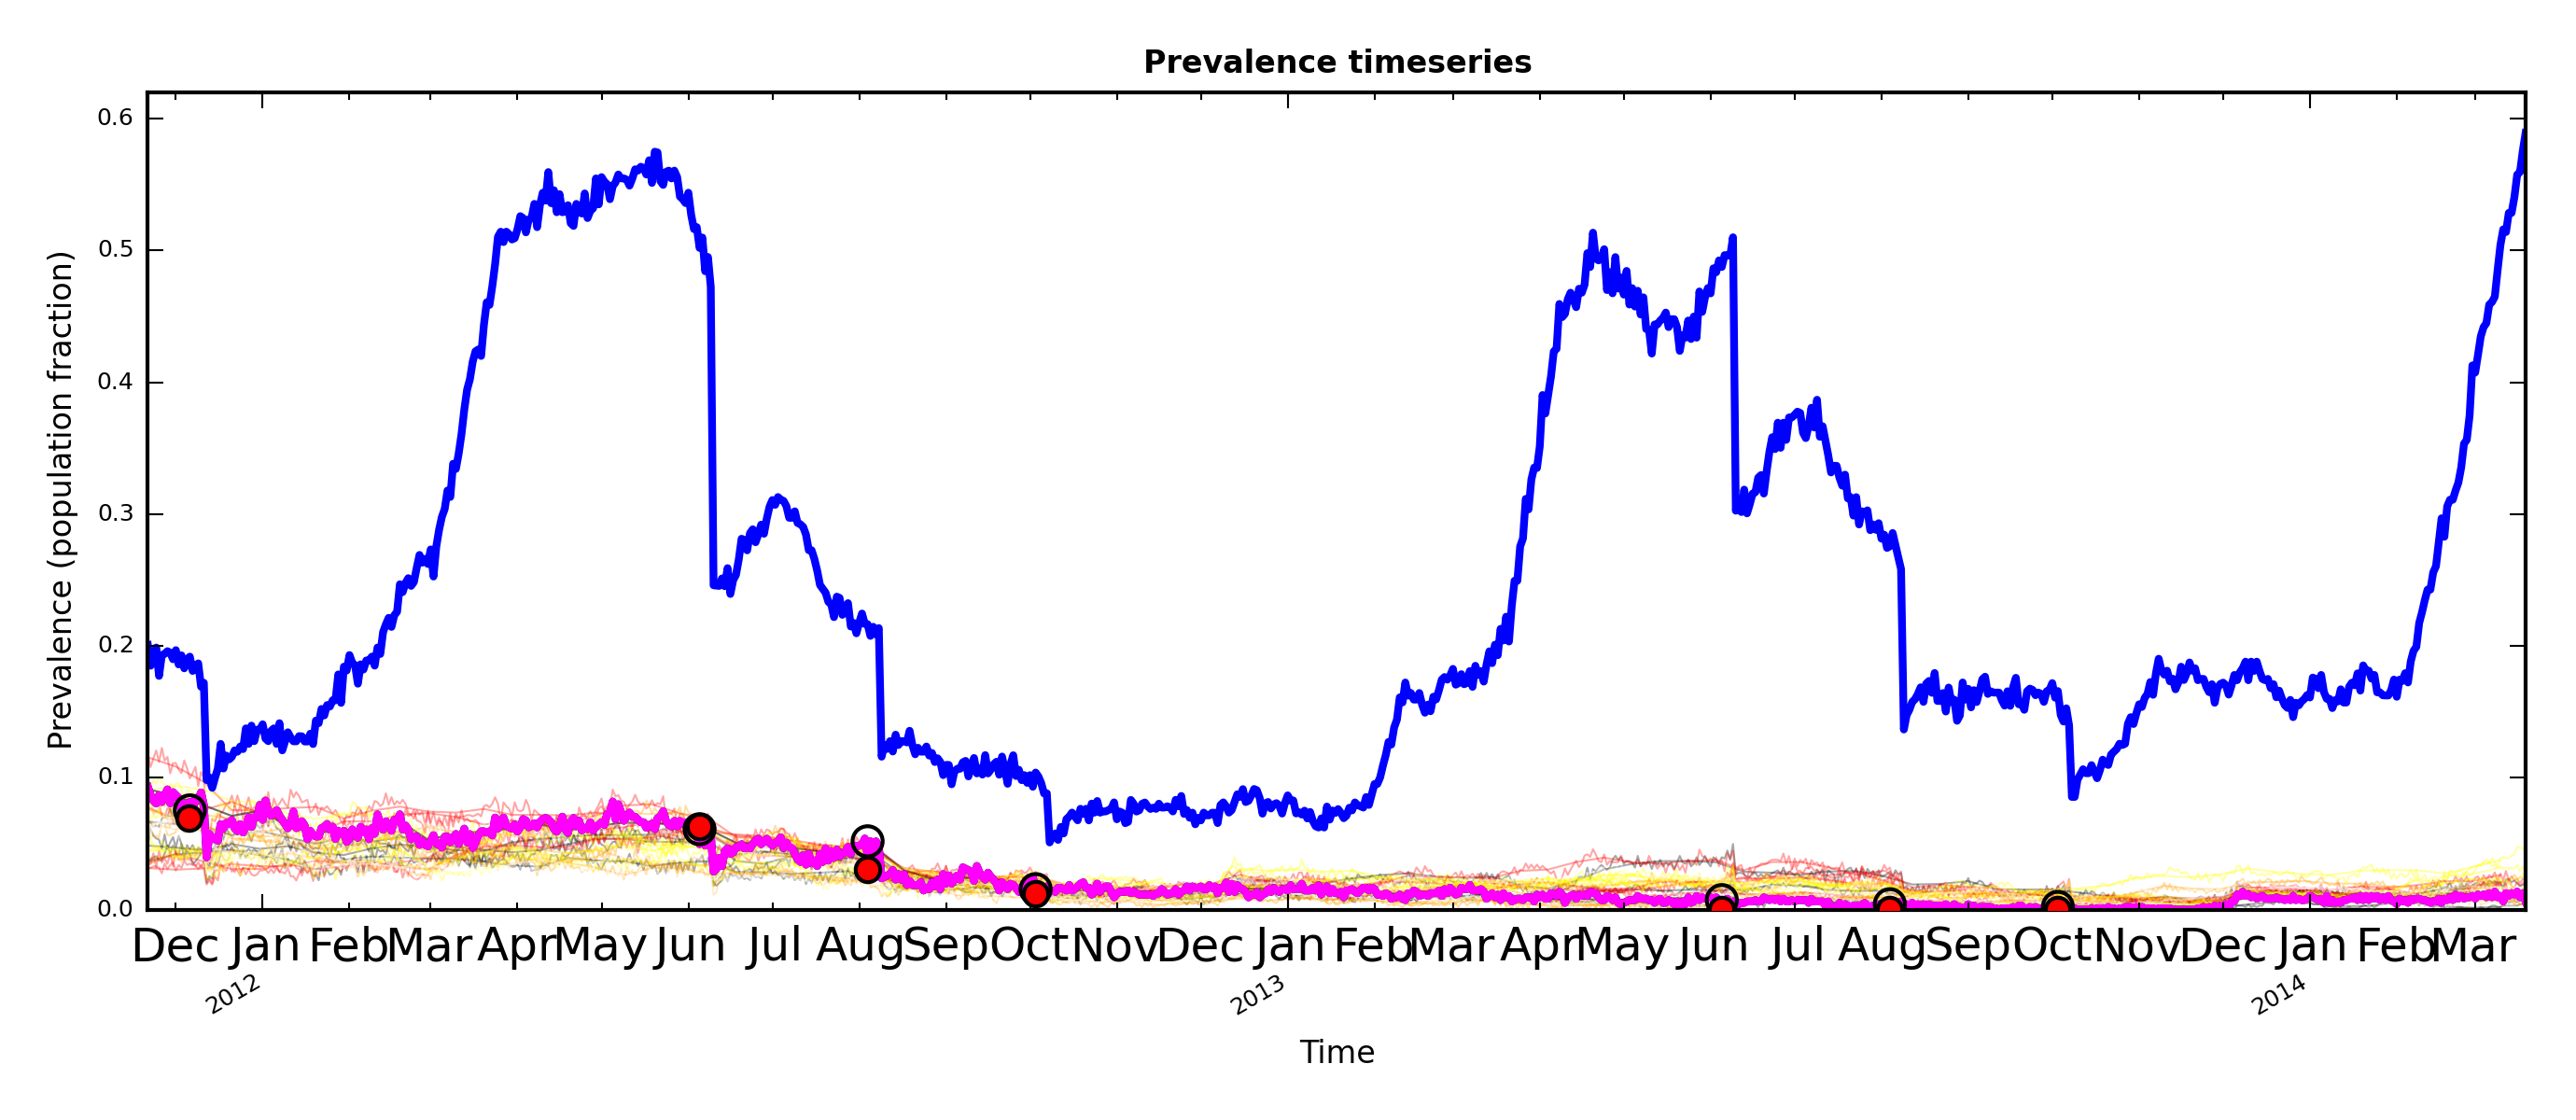 Prevalence timeseries
Prevalence (population fraction)
0.6
0.5
0.4
0.3
0.2
0.1
0.0
Dec Jan Feb Mar Apr May Jun Jul Aug Sep Oct Nov Dec Jan Feb Mar Apr May Jun Jul Aug Sep Oct Nov Dec Jan Feb Mar
2012 2013 2014
Time